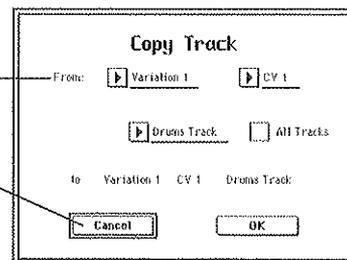 Copy Track
From: Variation 1 CV 1
Drums Track All Tracks
to Variation 1 CV 1 Drums Track
Cancel OK